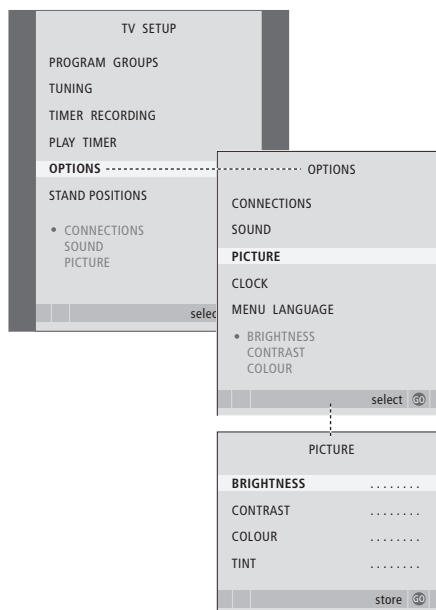 TV SETUP
PROGRAM GROUPS
TUNING
TIMER RECORDING
PLAY TIMER
OPTIONS
STAND POSITIONS
• CONNECTIONS
SOUND
PICTURE
selec
OPTIONS
CONNECTIONS
SOUND
PICTURE
CLOCK
MENU LANGUAGE
• BRIGHTNESS
CONTRAST
COLOUR
select GO
PICTURE
BRIGHTNESS ........
CONTRAST ........
COLOUR ........
TINT ........
store GO